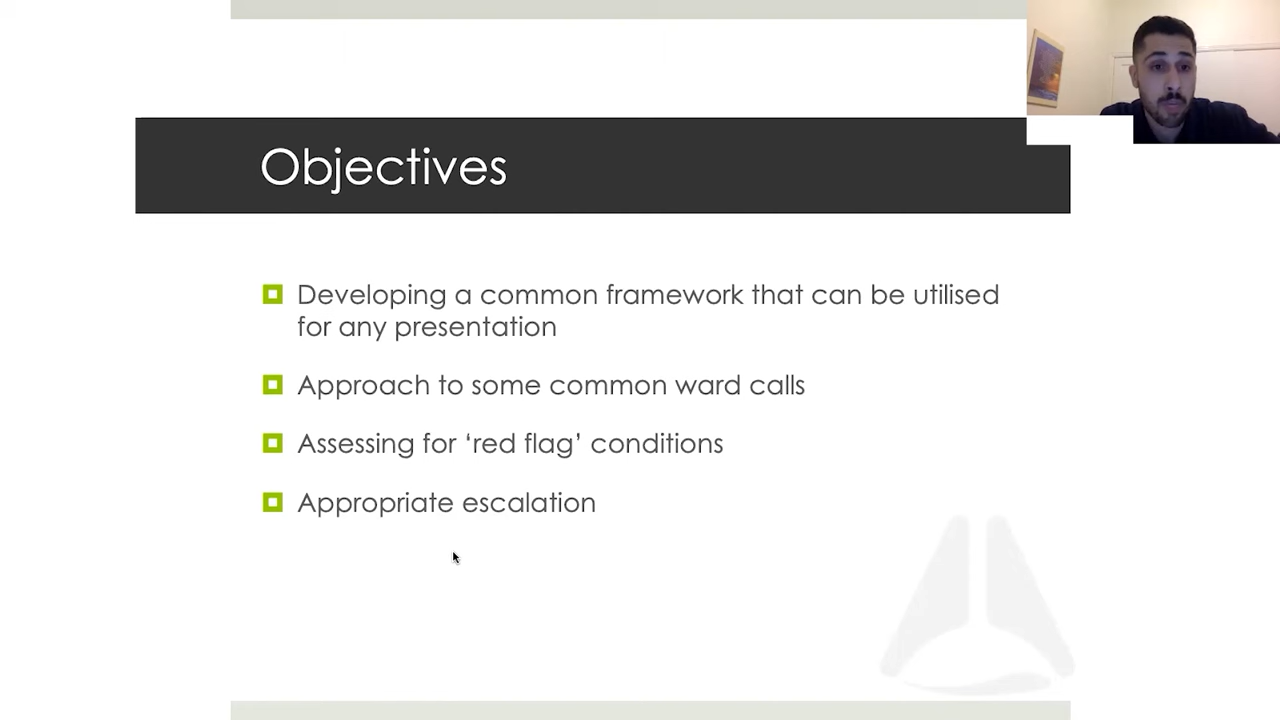 Objectives
Developing a common framework that can be utilised
for any presentation
Approach to some common ward calls
Assessing for ‘red flag’ conditions
Appropriate escalation